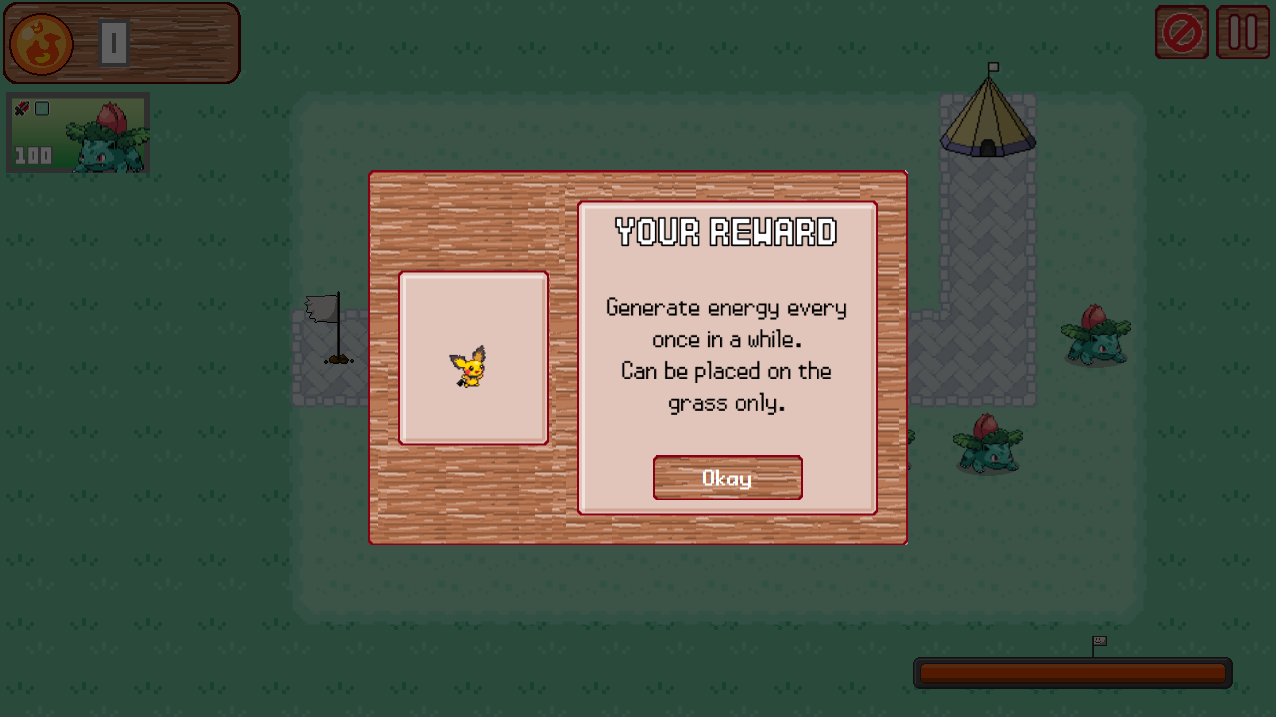 100
YOUR REWARD
Generate energy every
once in a while.
Can be placed on the
grass only.
Okay